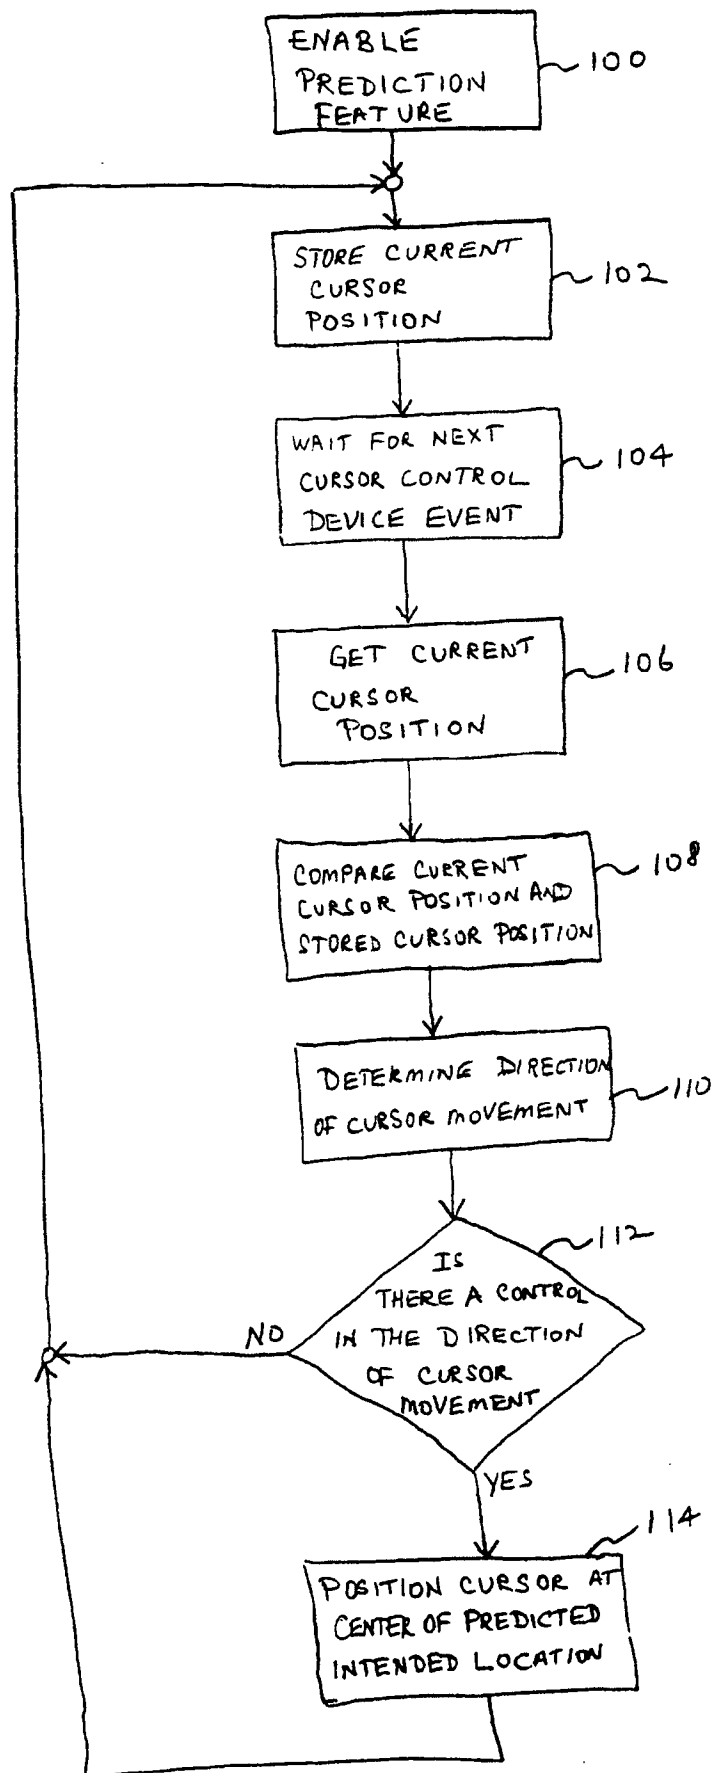 ENABLE
PREDICTION
FEATURE
100
STORE CURRENT
CURSOR
POSITION
102
WAIT FOR NEXT
CURSOR CONTROL
DEVICE EVENT
104
GET CURRENT
CURSOR
POSITION
106
COMPARE CURRENT
CURSOR POSITION AND
STORED CURSOR POSITION
108
DETERMINE DIRECTION
OF CURSOR MOVEMENT
110
112
IS
THERE A CONTROL
IN THE DIRECTION
OF CURSOR
MOVEMENT
NO
YES
114
POSITION CURSOR AT
CENTER OF PREDICTED
INTENDED LOCATION